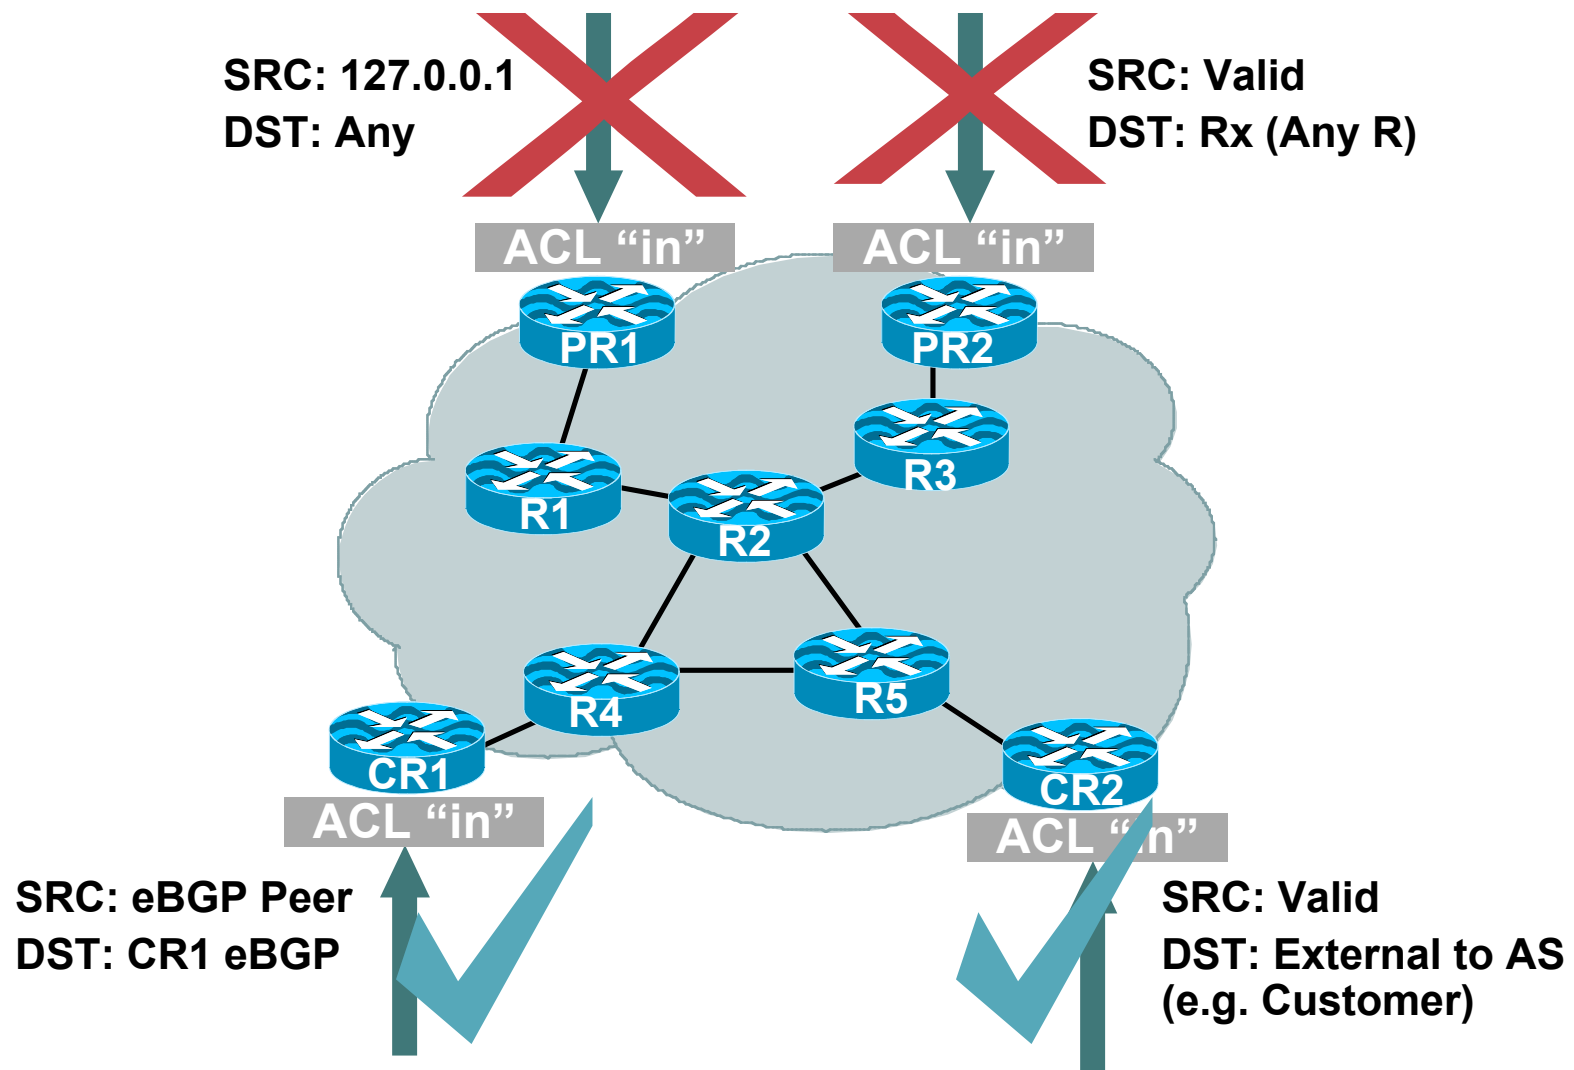 SRC: 127.0.0.1
DST: Any
SRC: Valid
DST: Rx (Any R)
ACL “in”
ACL “in”
PR1
PR2
R3
R1
R2
R4
R5
CR1
CR2
ACL “in”
ACL “in”
SRC: eBGP Peer
DST: CR1 eBGP
SRC: Valid
DST: External to AS
(e.g. Customer)